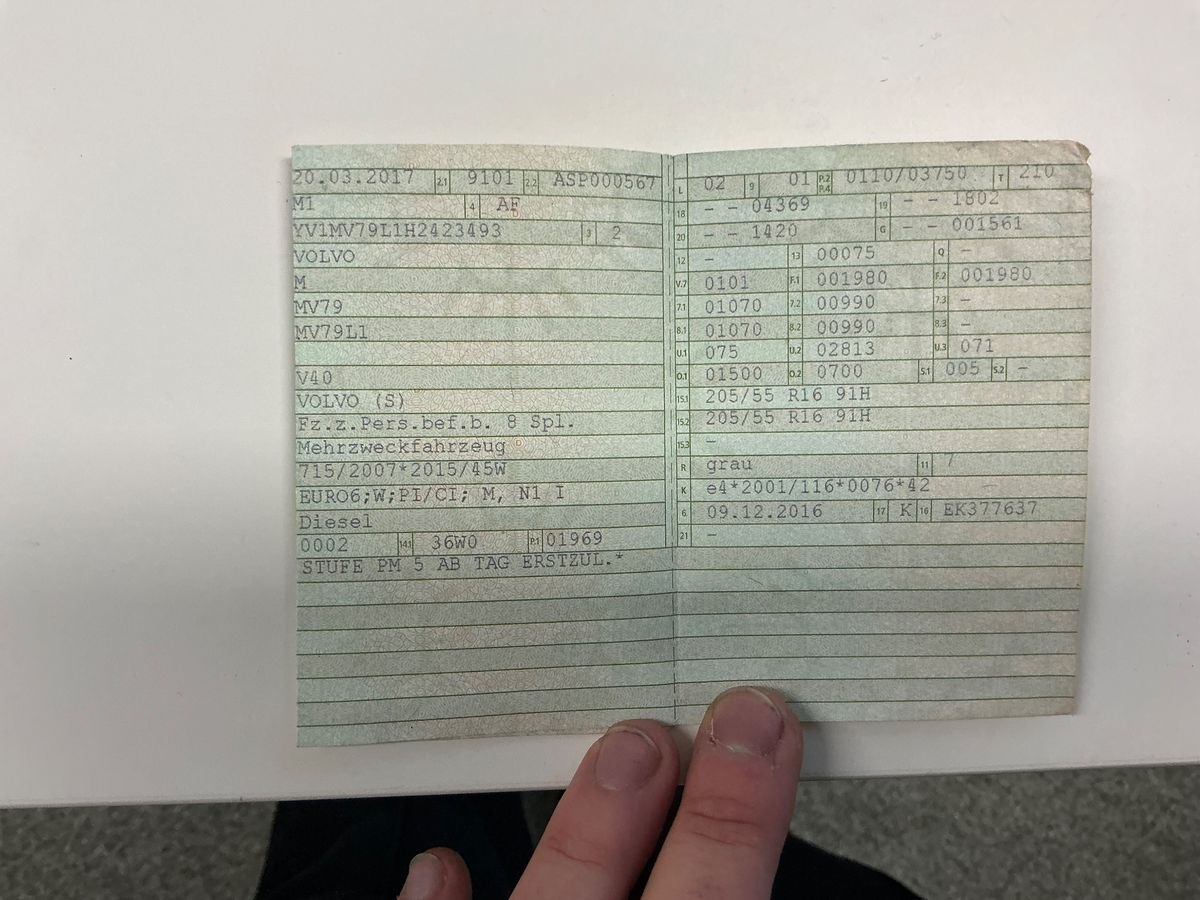 20.03.2017 2.1 9101 2.2 ASP000567
M1 4 AF
YV1MV79L1H2423493 3 2
VOLVO
M
MV79
MV79L1
V40
VOLVO (S)
Fz.z.Pers.bef.b. 8 Spl.
Mehrzweckfahrzeug
715/2007*2015/45W
EURO6;W;PI/CI; M, N1 I
Diesel
0002 14.1 36W0 P.1 01969
STUFE PM 5 AB TAG ERSTZUL.*
L 02 9 01 P.2 P.4 0110/03750 T 210
18 - - 04369 19 - - 1802
20 - - 1420 G - - 001561
12 - 13 00075 Q -
V.7 0101 F.1 001980 F.2 001980
7.1 01070 7.2 00990 7.3 -
8.1 01070 8.2 00990 8.3 -
U.1 075 U.2 02813 U.3 071
O.1 01500 O.2 0700 S.1 005 S.2 -
15.1 205/55 R16 91H
15.2 205/55 R16 91H
15.3 -
R grau 11 7
K e4*2001/116*0076*42 -
6 09.12.2016 17 K 16 EK377637
21 -